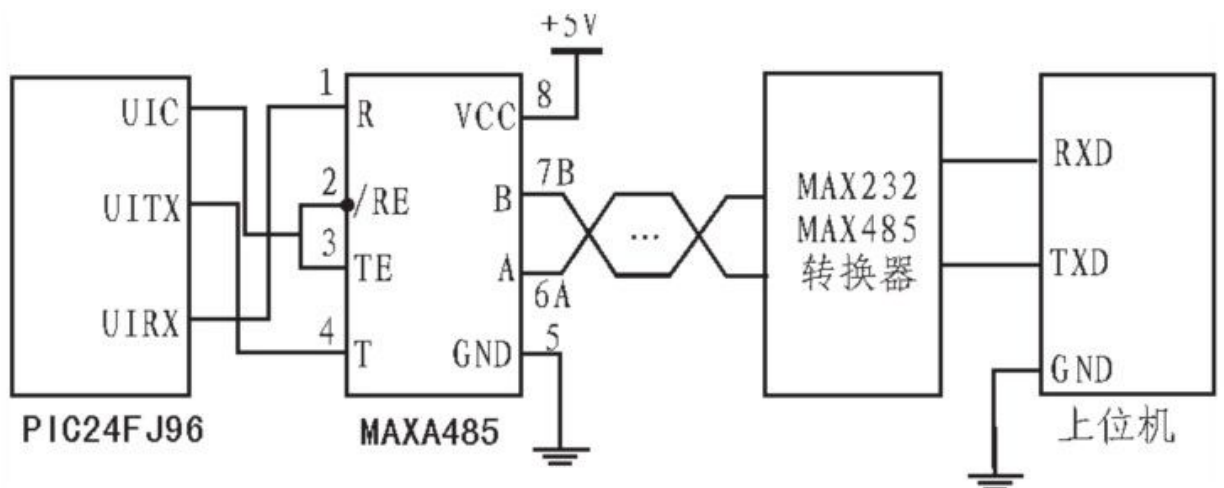 +5V
UIC
UITX
UIRX
PIC24FJ96
1
2
3
4
R
/RE
TE
T
VCC
B
A
GND
8
7B
6A
5
MAXA485
...
MAX232
MAX485
转换器
RXD
TXD
GND
上位机